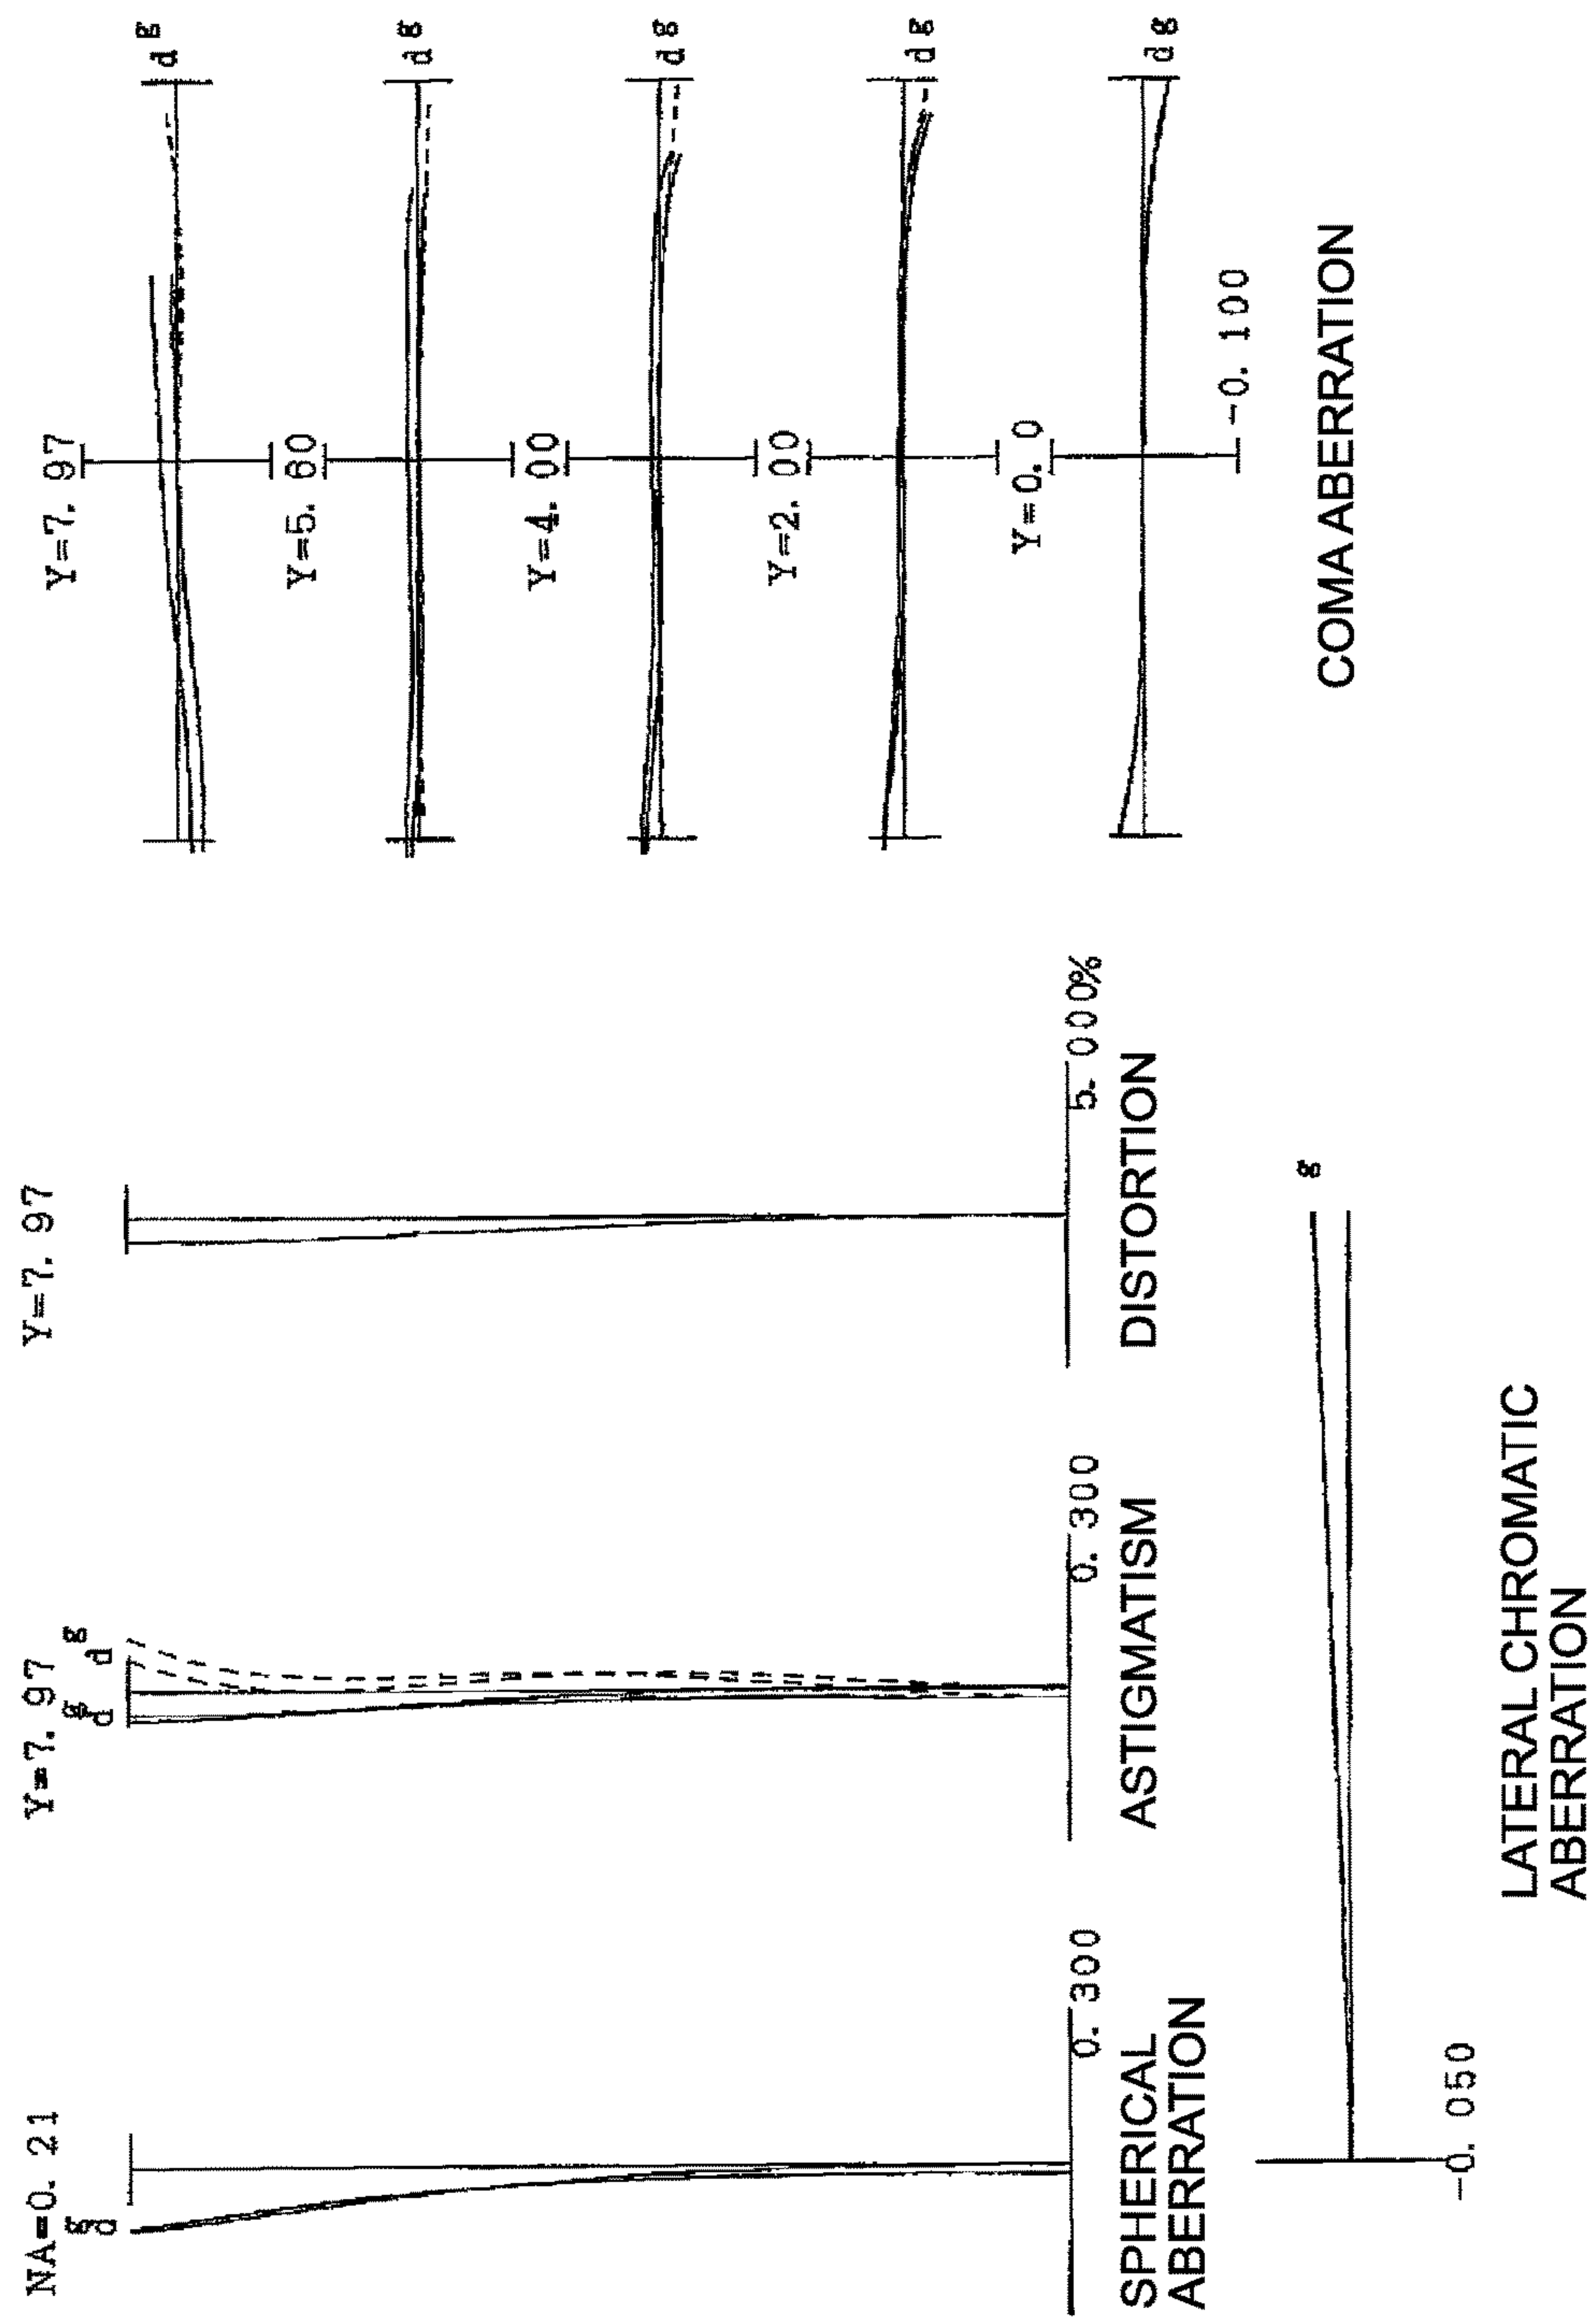 NA=0. 21
g
d
0. 300
SPHERICAL
ABERRATION
Y=7. 97
g
d
g
d
0. 300
ASTIGMATISM
Y=7. 97
5. 000%
DISTORTION
g
-0. 050
LATERAL CHROMATIC
ABERRATION
Y=7. 97
g
d
Y=5. 80
d g
Y=4. 00
d g
Y=2. 00
d g
Y=0. 0
d g
-0. 100
COMA ABERRATION